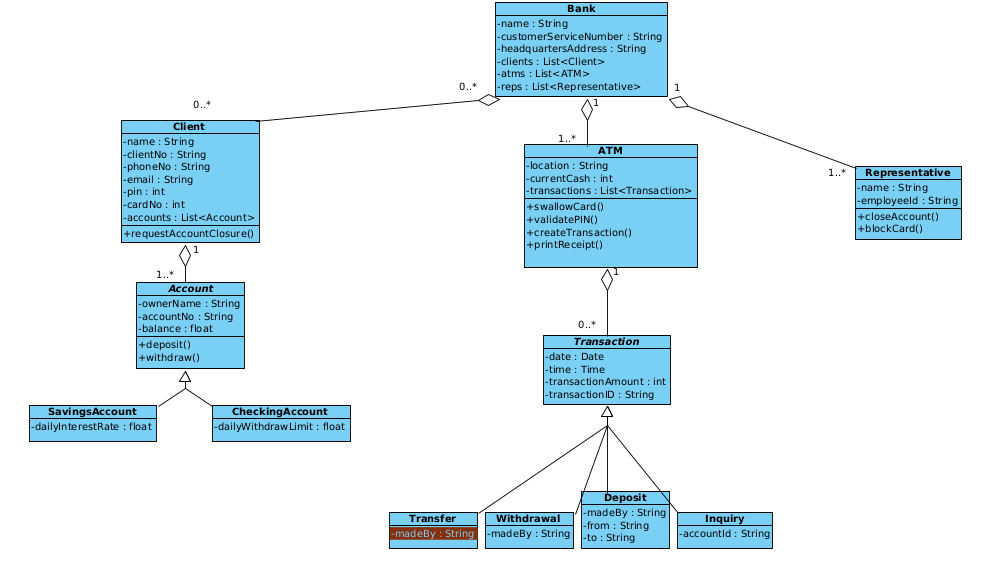 Bank
-name : String
-customerServiceNumber : String
-headquartersAddress : String
-clients : List<Client>
-atms : List<ATM>
-reps : List<Representative>
0..*
0..*
1
1..*
1
1..*
Client
-name : String
-clientNo : String
-phoneNo : String
-email : String
-pin : int
-cardNo : int
-accounts : List<Account>
+requestAccountClosure()
ATM
-location : String
-currentCash : int
-transactions : List<Transaction>
+swallowCard()
+validatePIN()
+createTransaction()
+printReceipt()
Representative
-name : String
-employeeId : String
+closeAccount()
+blockCard()
1
1..*
Account
-ownerName : String
-accountNo : String
-balance : float
+deposit()
+withdraw()
1
0..*
Transaction
-date : Date
-time : Time
-transactionAmount : int
-transactionID : String
SavingsAccount
-dailyInterestRate : float
CheckingAccount
-dailyWithdrawLimit : float
Transfer
-madeBy : String
Withdrawal
-madeBy : String
Deposit
-madeBy : String
-from : String
-to : String
Inquiry
-accountId : String